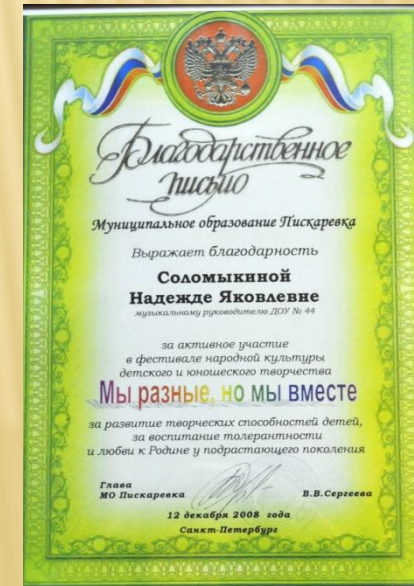 Благодарственное
письмо
Муниципальное образование Пискаревка
Выражает благодарность
Соломыкиной
Надежде Яковлевне
музыкальному руководителю ДОУ № 44
за активное участие
в фестивале народной культуры
детского и юношеского творчества
Мы разные, но мы вместе
за развитие творческих способностей детей,
за воспитание толерантности
и любви к Родине у подрастающего поколения
Глава
МО Пискаревка В.В.Сергеева
12 декабря 2008 года
Санкт-Петербург